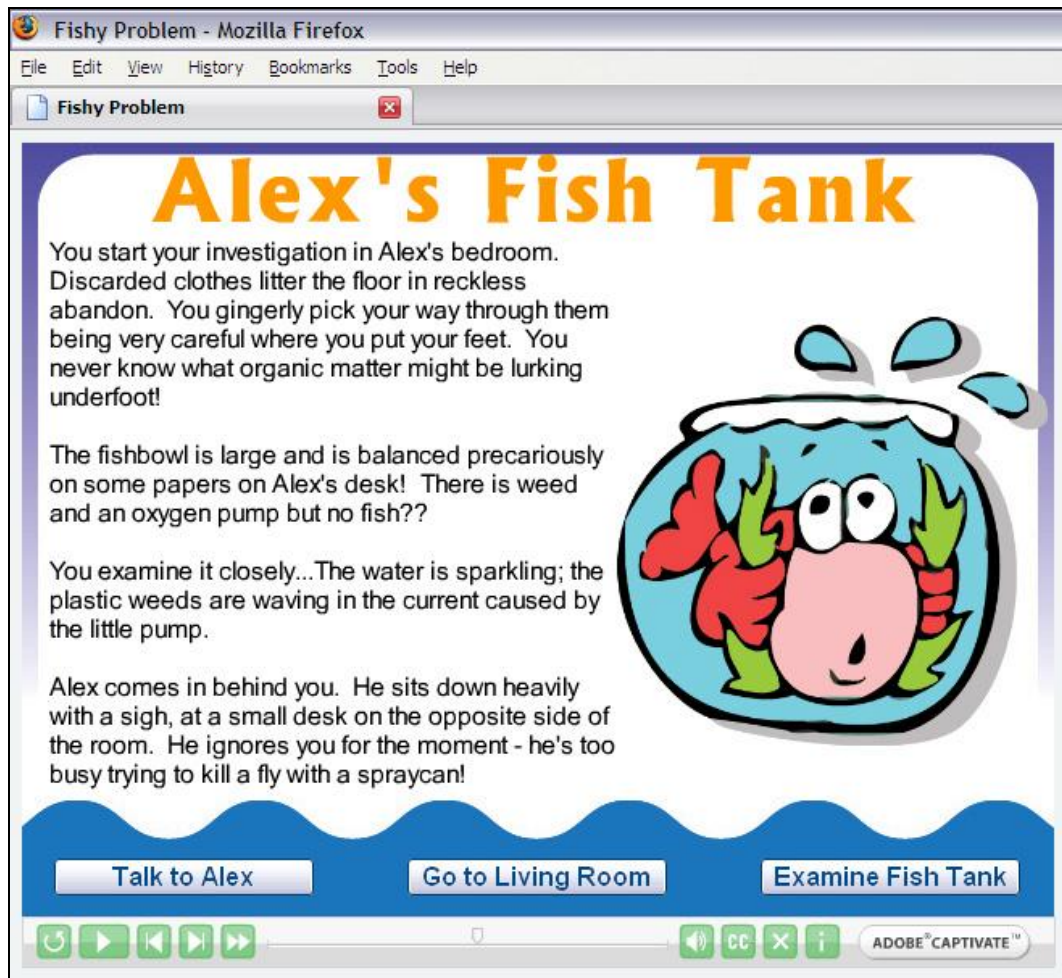 Fishy Problem - Mozilla Firefox
File Edit View History Bookmarks Tools Help
Fishy Problem
Alex's Fish Tank
You start your investigation in Alex's bedroom.
Discarded clothes litter the floor in reckless
abandon. You gingerly pick your way through them
being very careful where you put your feet. You
never know what organic matter might be lurking
underfoot!
The fishbowl is large and is balanced precariously
on some papers on Alex's desk! There is weed
and an oxygen pump but no fish??
You examine it closely...The water is sparkling; the
plastic weeds are waving in the current caused by
the little pump.
Alex comes in behind you. He sits down heavily
with a sigh, at a small desk on the opposite side of
the room. He ignores you for the moment - he's too
busy trying to kill a fly with a spraycan!
Talk to Alex Go to Living Room Examine Fish Tank
CC i ADOBE® CAPTIVATE™